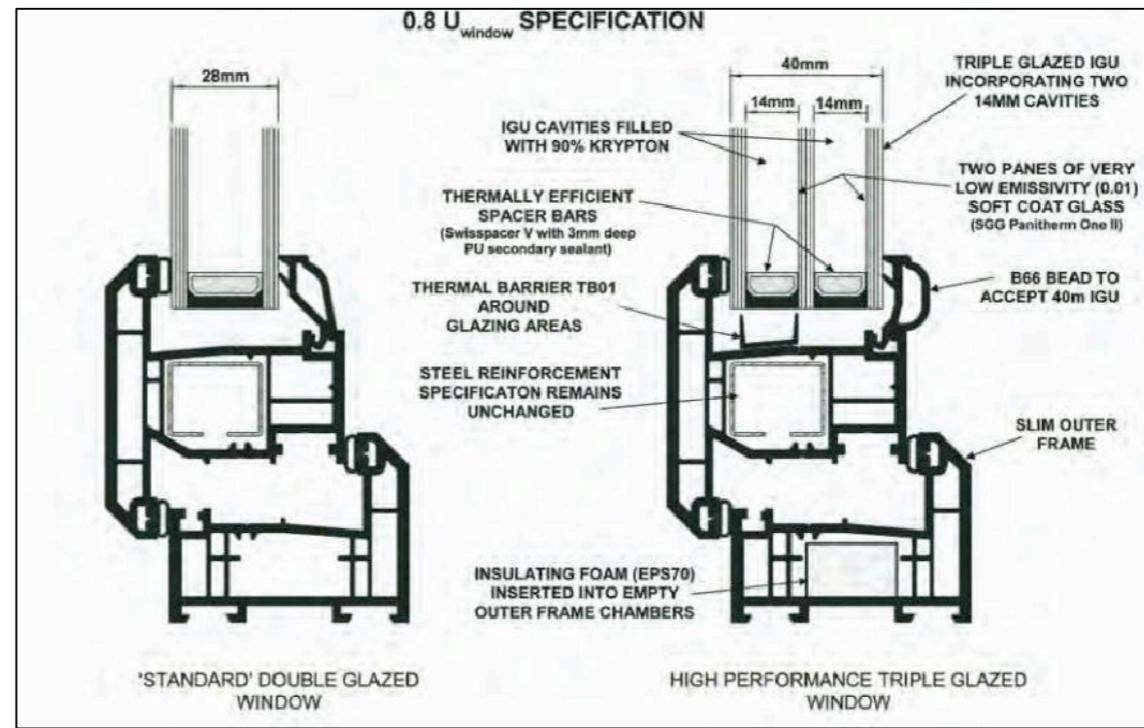 0.8 Uwindow SPECIFICATION
28mm
40mm
14mm
14mm
TRIPLE GLAZED IGU
INCORPORATING TWO
14MM CAVITIES
IGU CAVITIES FILLED
WITH 90% KRYPTON
TWO PANES OF VERY
LOW EMISSIVITY (0.01)
SOFT COAT GLASS
(SGG Panitherm One II)
THERMALLY EFFICIENT
SPACER BARS
(Swisspacer V with 3mm deep
PU secondary sealant)
B66 BEAD TO
ACCEPT 40m IGU
THERMAL BARRIER TB01
AROUND
GLAZING AREAS
STEEL REINFORCEMENT
SPECIFICATON REMAINS
UNCHANGED
SLIM OUTER
FRAME
INSULATING FOAM (EPS70)
INSERTED INTO EMPTY
OUTER FRAME CHAMBERS
'STANDARD' DOUBLE GLAZED
WINDOW
HIGH PERFORMANCE TRIPLE GLAZED
WINDOW